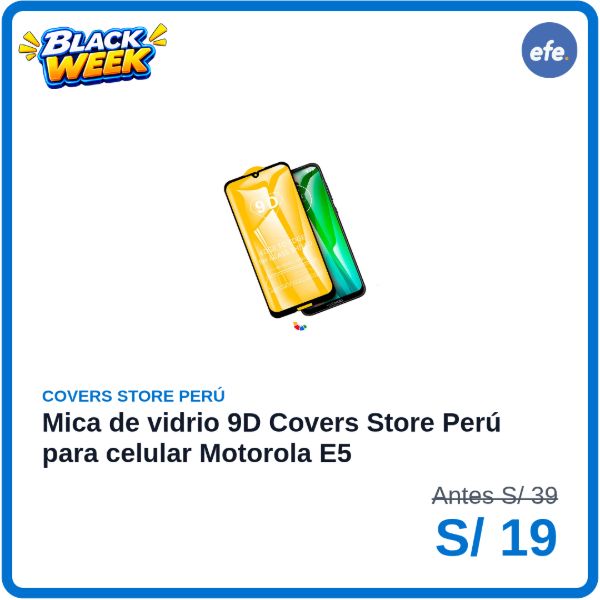 BLACK
WEEK
efe.
9D
COVERS STORE PERÚ
Mica de vidrio 9D Covers Store Perú
para celular Motorola E5
Antes S/ 39
S/ 19